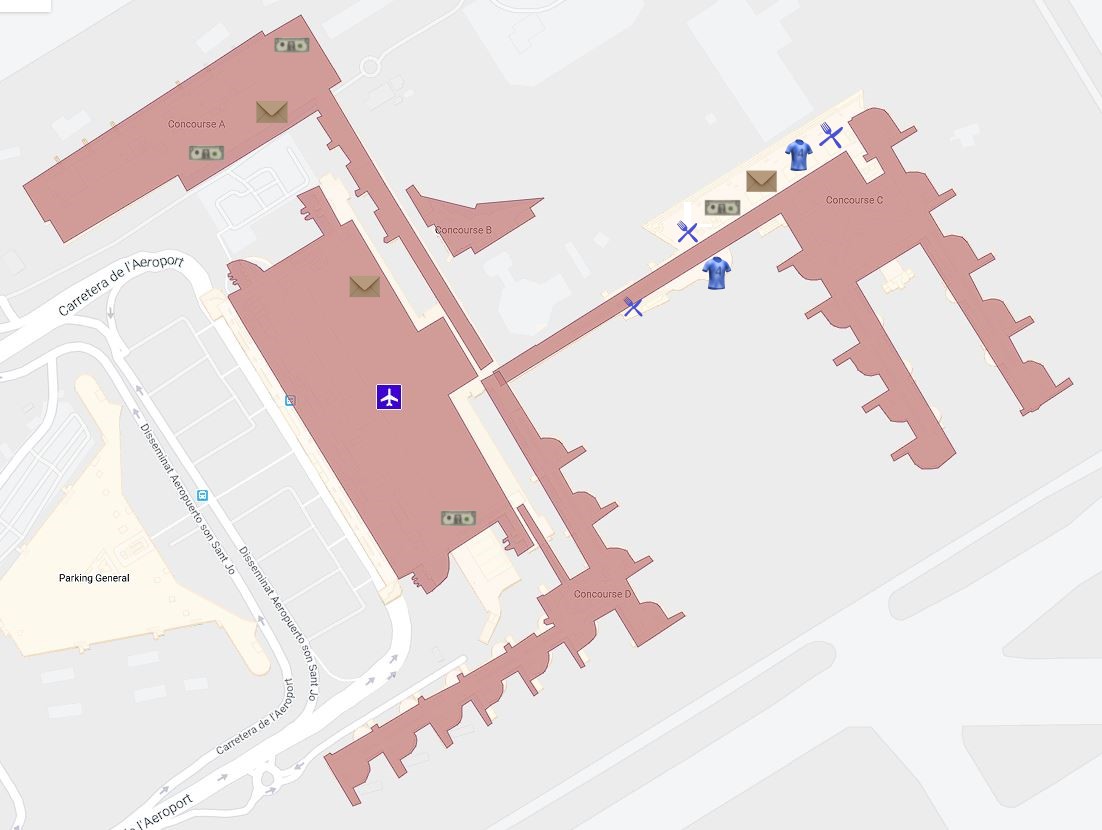 Concourse A
Concourse B
Concourse C
Carretera de l'Aeroport
Disseminat Aeropuerto son Sant Jo
Disseminat Aeropuerto son Sant Jo
Parking General
Concourse D
Carretera de l'Aeroport
de l'Aeroport